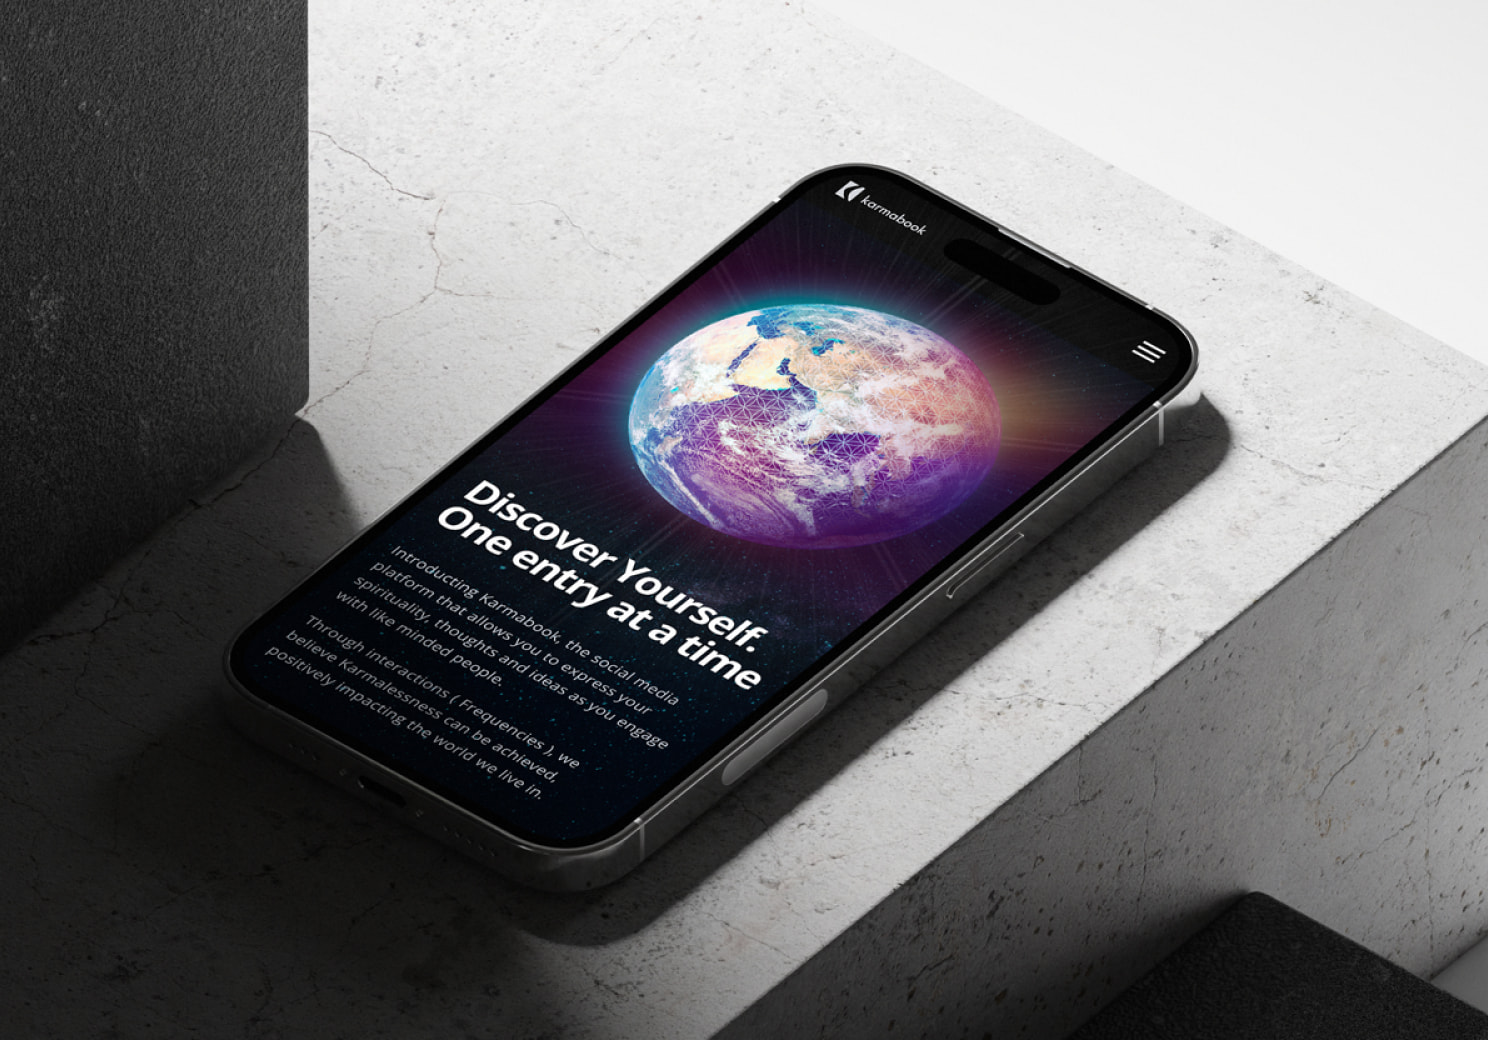 karmabook
Discover Yourself.
One entry at a time
Introducting Karmabook, the social media
platform that allows you to express your
spirituality, thoughts and ideas as you engage
with like minded people.
Through interactions ( Frequencies ), we
believe Karmalessness can be achieved,
positively impacting the world we live in.